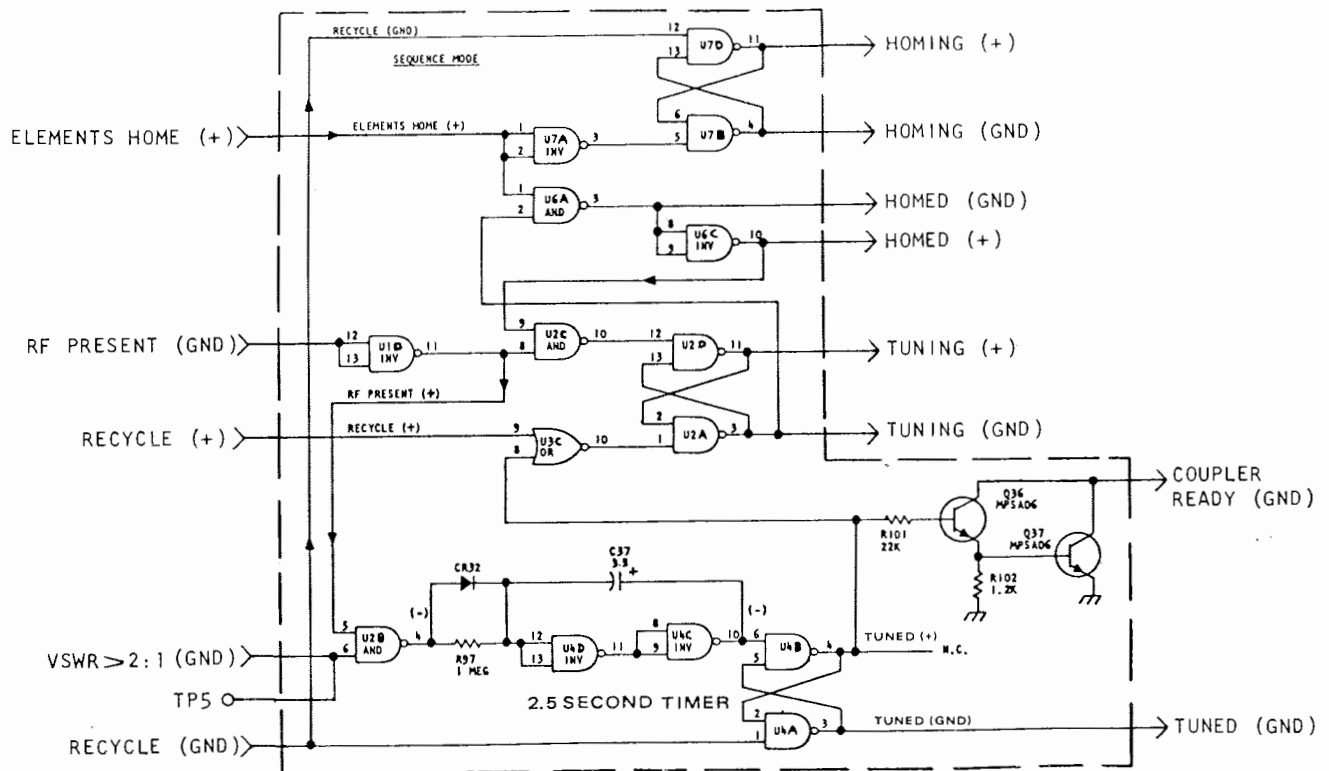 RECYCLE (GND)
SEQUENCE MODE
12
13
U7D
11
HOMING (+)
ELEMENTS HOME (+)
ELEMENTS HOME (+)
1
2
U7A
INV
3
6
5
U7B
4
HOMING (GND)
1
2
U6A
AND
3
HOMED (GND)
8
9
U6C
INV
10
HOMED (+)
RF PRESENT (GND)
12
13
U1D
INV
11
9
8
U2C
AND
10
12
13
U2D
11
TUNING (+)
RF PRESENT (+)
RECYCLE (+)
RECYCLE (+)
9
8
U3C
OR
10
2
1
U2A
3
TUNING (GND)
COUPLER
READY (GND)
Q36
MPSA06
R101
22K
Q37
MPSA06
R102
1.2K
CR32
C37
3.3
+
(-)
(-)
5
6
U2B
AND
4
R97
1 MEG
12
13
U4D
INV
11
8
9
U4C
INV
10
6
5
U4B
4
TUNED (+)
N.C.
VSWR>2:1 (GND)
TP5
2.5 SECOND TIMER
2
1
U4A
3
TUNED (GND)
TUNED (GND)
RECYCLE (GND)